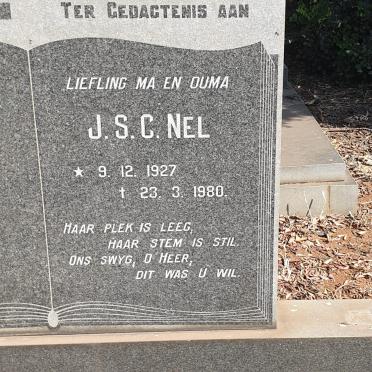 TER GEDAGTENIS AAN
LIEFLING MA EN OUMA
J.S.C. NEL
★ 9. 12. 1927
† 23. 3. 1980.
HAAR PLEK IS LEEG,
HAAR STEM IS STIL.
ONS SWYG, O' HEER,
DIT WAS U WIL.